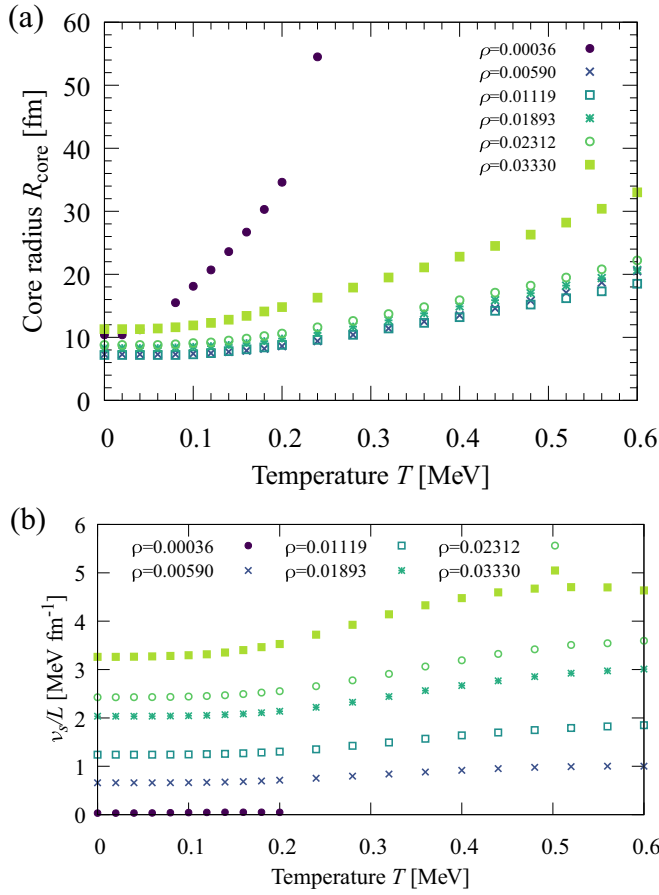 (a)
60
ρ=0.00036
ρ=0.00590
50
ρ=0.01119
ρ=0.01893
ρ=0.02312
40
ρ=0.03330
30
20
10
0
Core radius R_core [fm]
0 0.1 0.2 0.3 0.4 0.5 0.6
Temperature T [MeV]
(b)
6
ρ=0.00036 ρ=0.01119 ρ=0.02312
ρ=0.00590 ρ=0.01893 ρ=0.03330
5
4
3
2
1
0
ν_s/L [MeV fm⁻¹]
0 0.1 0.2 0.3 0.4 0.5 0.6
Temperature T [MeV]